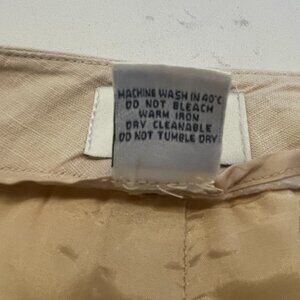 MACHINE WASH IN 40°C
DO NOT BLEACH
WARM IRON
DRY CLEANABLE
DO NOT TUMBLE DRY